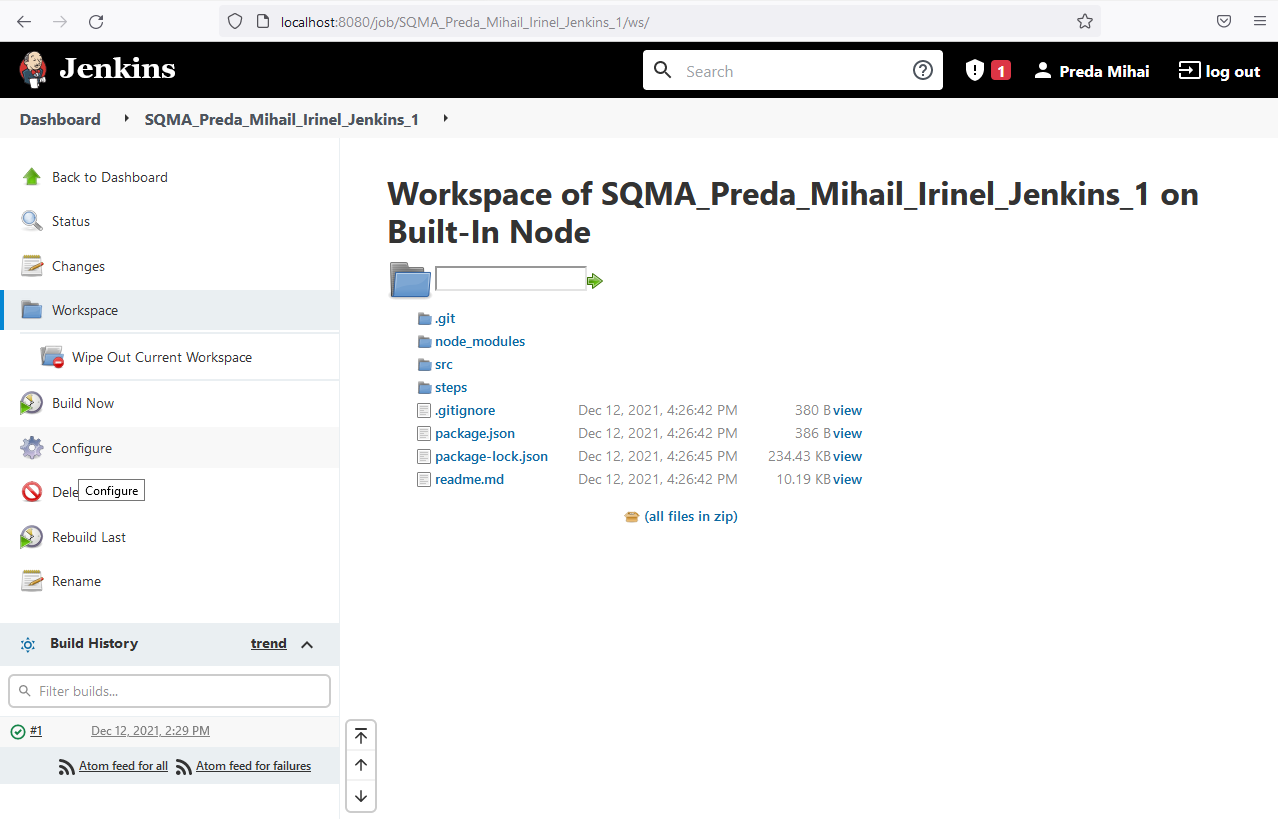 localhost:8080/job/SQMA_Preda_Mihail_Irinel_Jenkins_1/ws/
Jenkins
Search
1
Preda Mihai
log out
Dashboard
SQMA_Preda_Mihail_Irinel_Jenkins_1
Back to Dashboard
Status
Changes
Workspace
Wipe Out Current Workspace
Build Now
Configure
Dele
Configure
Rebuild Last
Rename
Build History
trend
Filter builds...
#1 Dec 12, 2021, 2:29 PM
Atom feed for all Atom feed for failures
Workspace of SQMA_Preda_Mihail_Irinel_Jenkins_1 on
Built-In Node
.git
node_modules
src
steps
.gitignore Dec 12, 2021, 4:26:42 PM 380 B view
package.json Dec 12, 2021, 4:26:42 PM 386 B view
package-lock.json Dec 12, 2021, 4:26:45 PM 234.43 KB view
readme.md Dec 12, 2021, 4:26:42 PM 10.19 KB view
(all files in zip)